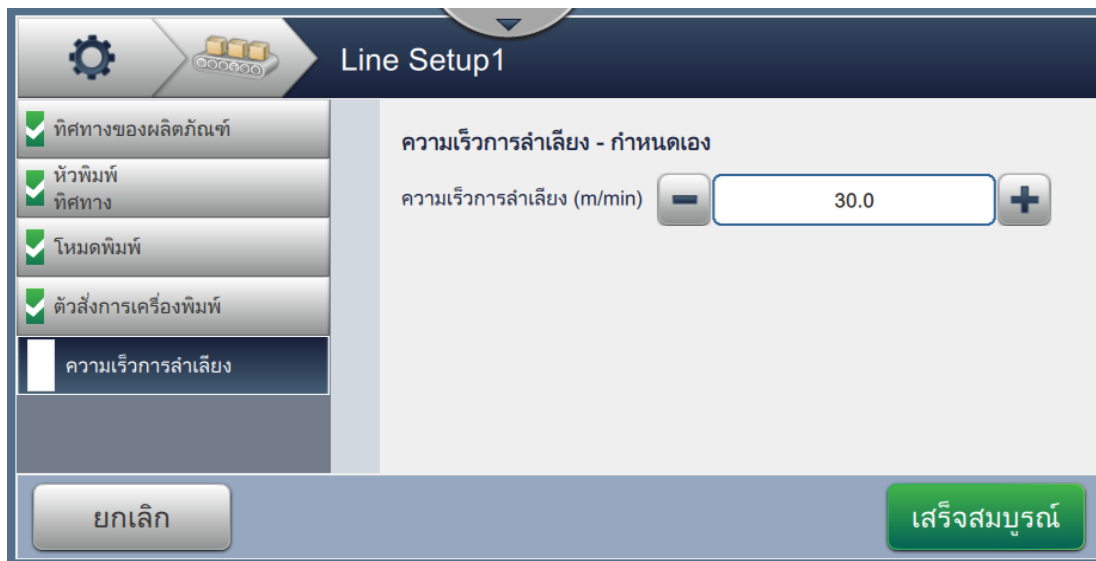 Line Setup1
ทิศทางของผลิตภัณฑ์
หัวพิมพ์
ทิศทาง
โหมดพิมพ์
ตัวสั่งการเครื่องพิมพ์
ความเร็วการลำเลียง
ความเร็วการลำเลียง - กำหนดเอง
ความเร็วการลำเลียง (m/min)
30.0
ยกเลิก
เสร็จสมบูรณ์